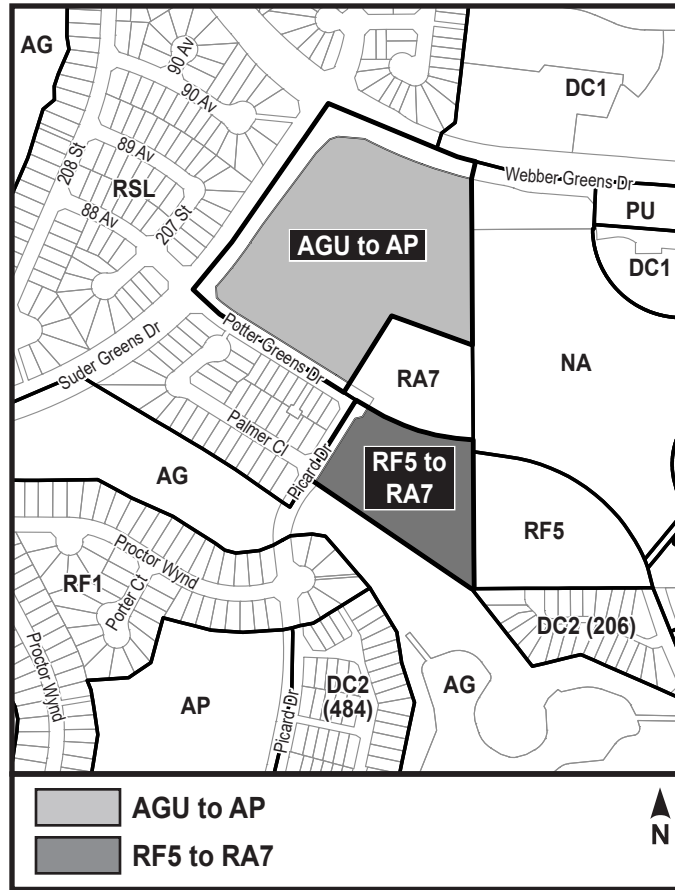 AG
90 Av
90 Av
DC1
89 Av
208 St
RSL
Webber Greens Dr
88 Av
207 St
PU
AGU to AP
DC1
Potter Greens Dr
Suder Greens Dr
RA7
NA
Palmer Cl
Picard Dr
RF5 to
RA7
AG
RF5
Proctor Wynd
RF1
Porter Ct
DC2 (206)
Proctor Wynd
AP
Picard Dr
DC2
(484)
AG
AGU to AP
RF5 to RA7
N